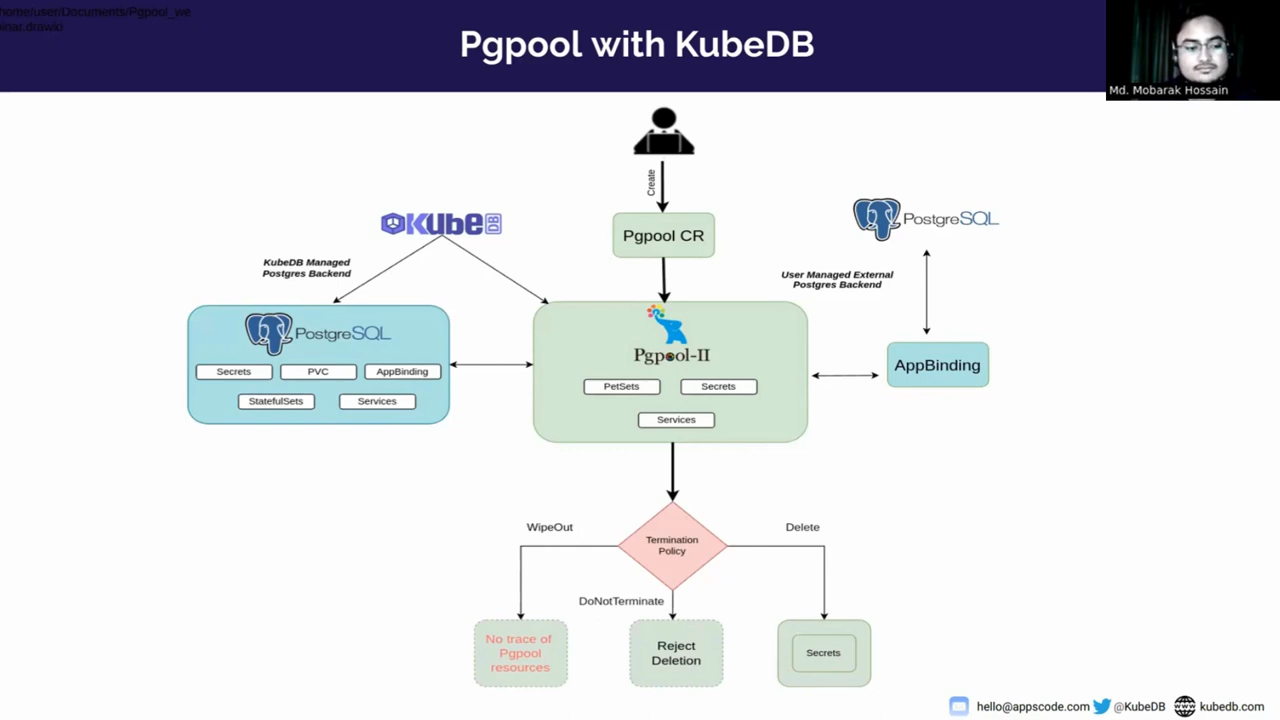 home/user/Documents/Pgpool_we
inar.drawio
Pgpool with KubeDB
Md. Mobarak Hossain
Create
KubeDB
Pgpool CR
PostgreSQL
KubeDB Managed
Postgres Backend
User Managed External
Postgres Backend
PostgreSQL
Secrets
PVC
AppBinding
StatefulSets
Services
Pgpool-II
PetSets
Secrets
Services
AppBinding
WipeOut
Termination
Policy
Delete
DoNotTerminate
No trace of
Pgpool
resources
Reject
Deletion
Secrets
hello@appscode.com
@KubeDB
kubedb.com